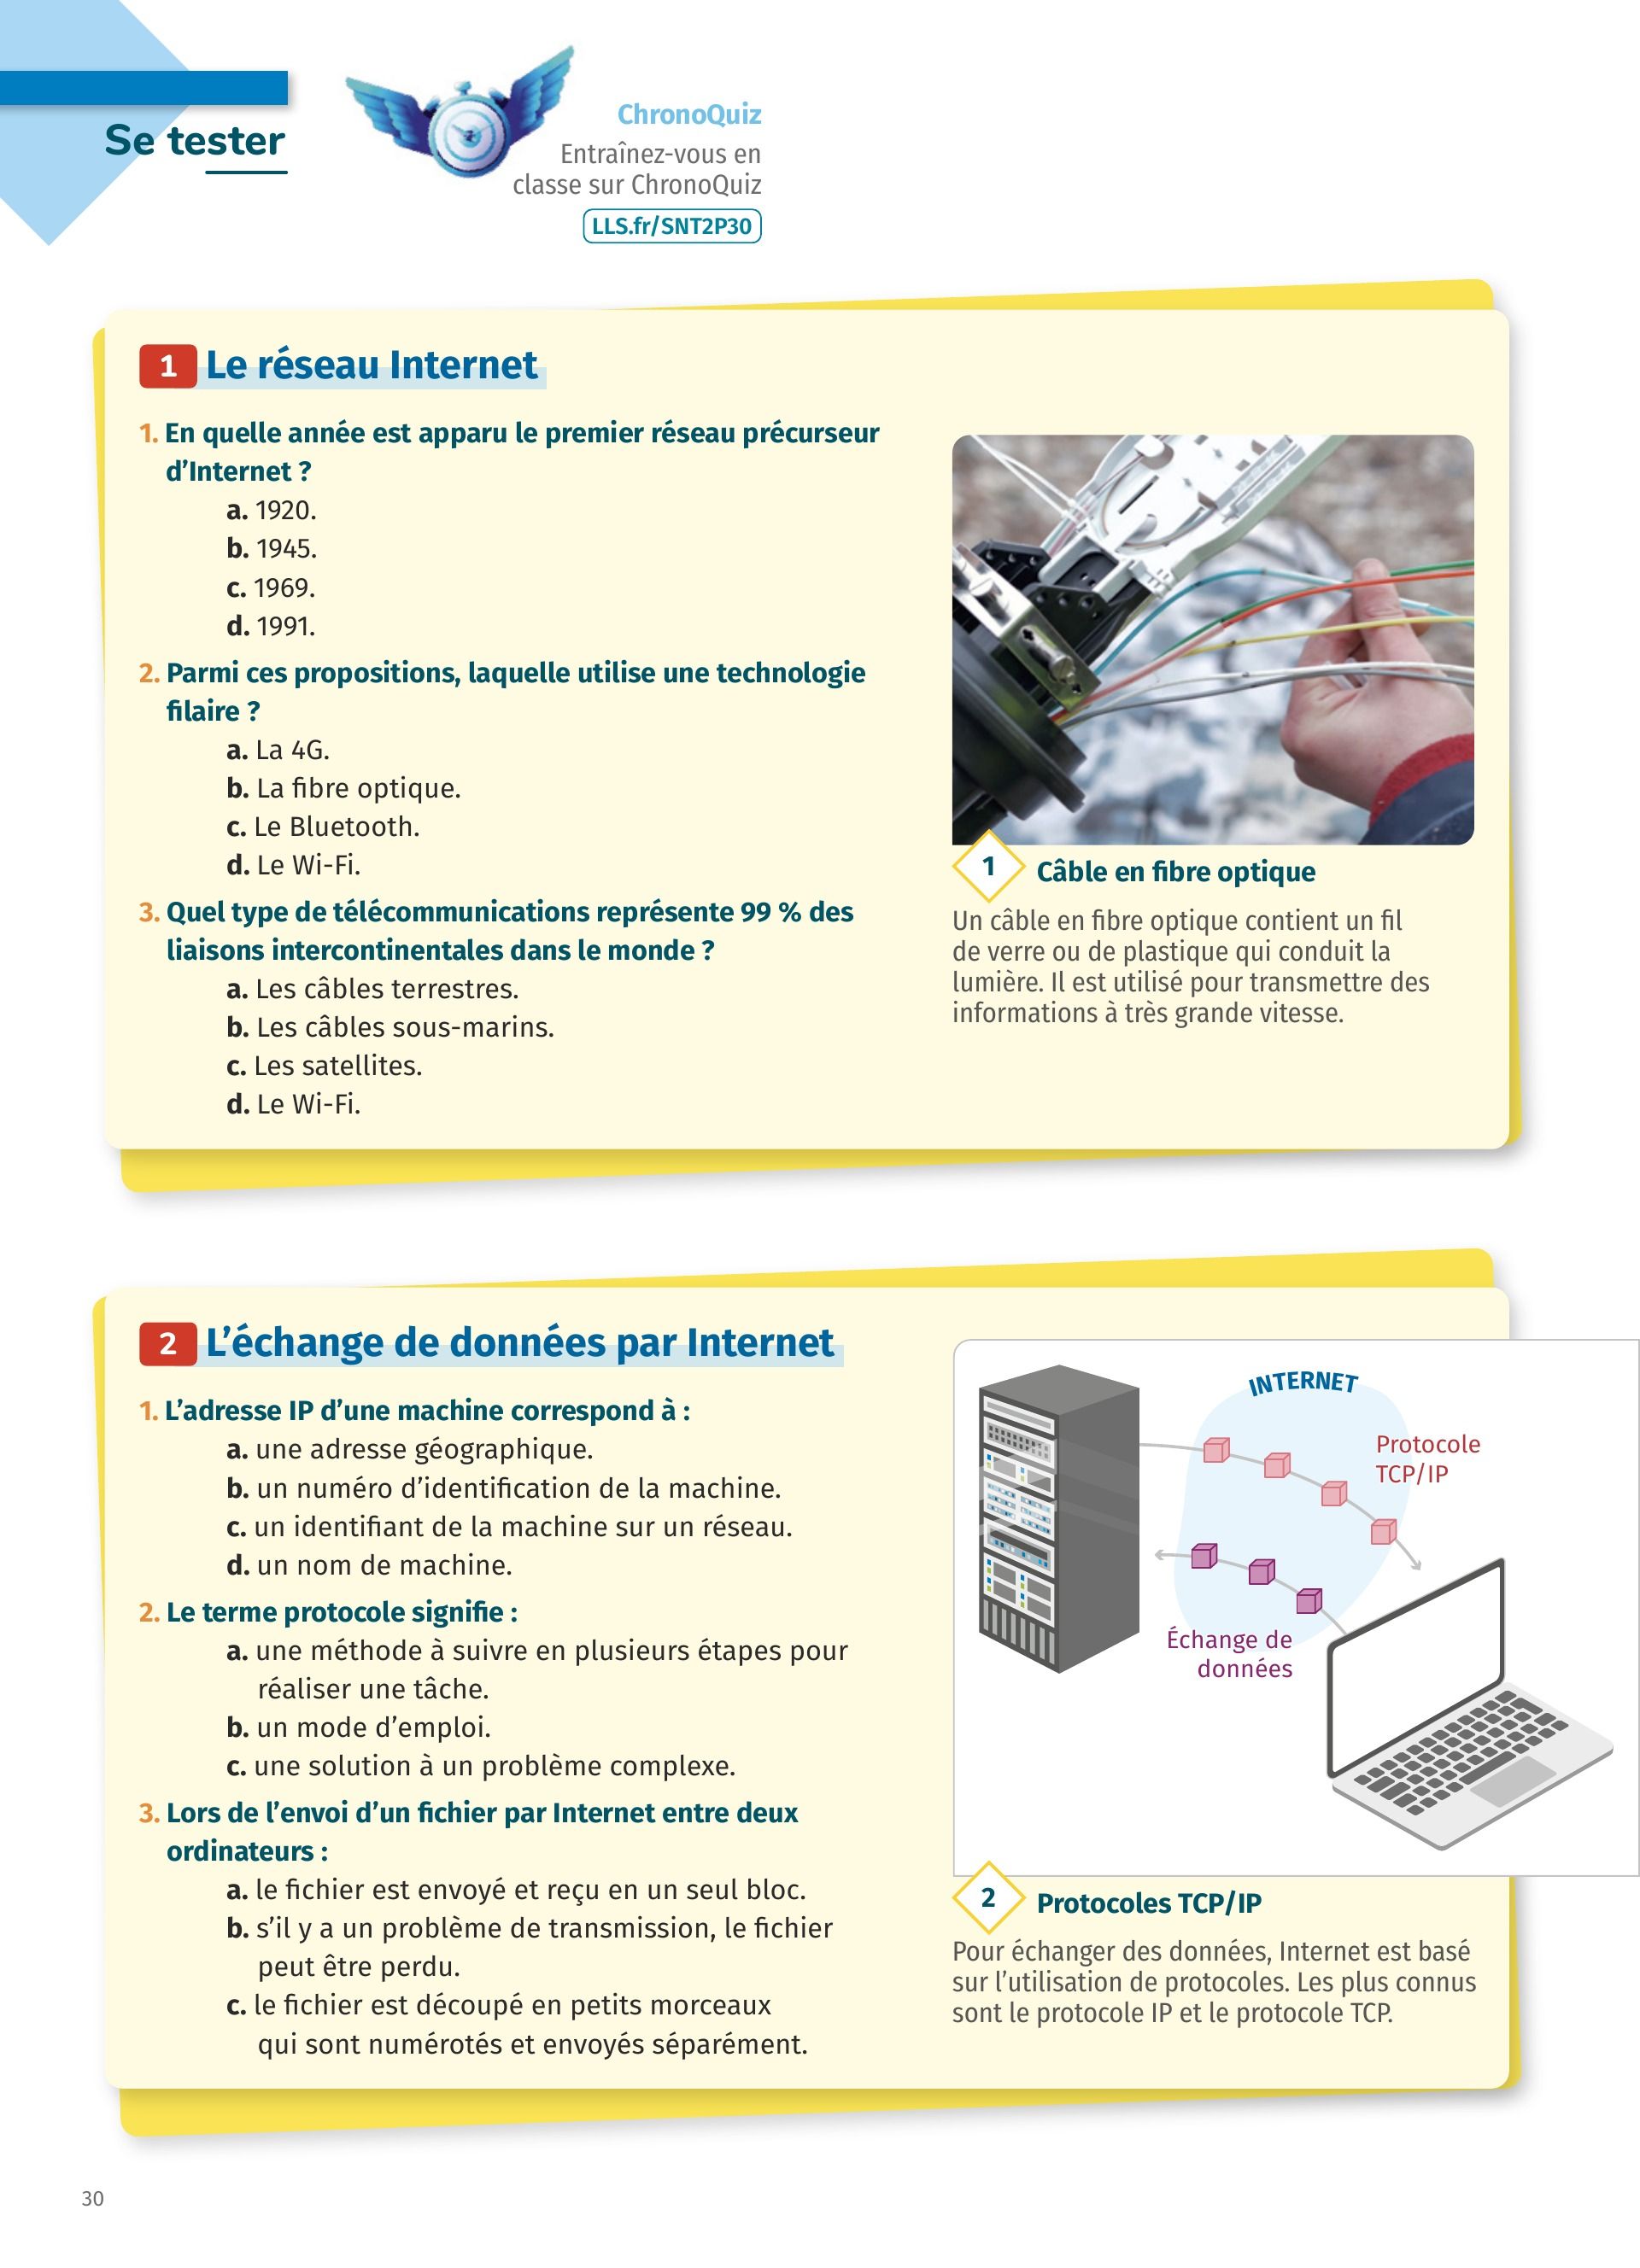 Se tester
ChronoQuiz
Entraînez-vous en
classe sur ChronoQuiz
LLS.fr/SNT2P30
1 Le réseau Internet
1. En quelle année est apparu le premier réseau précurseur
d’Internet ?
a. 1920.
b. 1945.
c. 1969.
d. 1991.
2. Parmi ces propositions, laquelle utilise une technologie
filaire ?
a. La 4G.
b. La fibre optique.
c. Le Bluetooth.
d. Le Wi-Fi.
3. Quel type de télécommunications représente 99 % des
liaisons intercontinentales dans le monde ?
a. Les câbles terrestres.
b. Les câbles sous-marins.
c. Les satellites.
d. Le Wi-Fi.
1 Câble en fibre optique
Un câble en fibre optique contient un fil
de verre ou de plastique qui conduit la
lumière. Il est utilisé pour transmettre des
informations à très grande vitesse.
2 L’échange de données par Internet
1. L’adresse IP d’une machine correspond à :
a. une adresse géographique.
b. un numéro d’identification de la machine.
c. un identifiant de la machine sur un réseau.
d. un nom de machine.
2. Le terme protocole signifie :
a. une méthode à suivre en plusieurs étapes pour
réaliser une tâche.
b. un mode d’emploi.
c. une solution à un problème complexe.
3. Lors de l’envoi d’un fichier par Internet entre deux
ordinateurs :
a. le fichier est envoyé et reçu en un seul bloc.
b. s’il y a un problème de transmission, le fichier
peut être perdu.
c. le fichier est découpé en petits morceaux
qui sont numérotés et envoyés séparément.
INTERNET
Protocole
TCP/IP
Échange de
données
2 Protocoles TCP/IP
Pour échanger des données, Internet est basé
sur l’utilisation de protocoles. Les plus connus
sont le protocole IP et le protocole TCP.
30